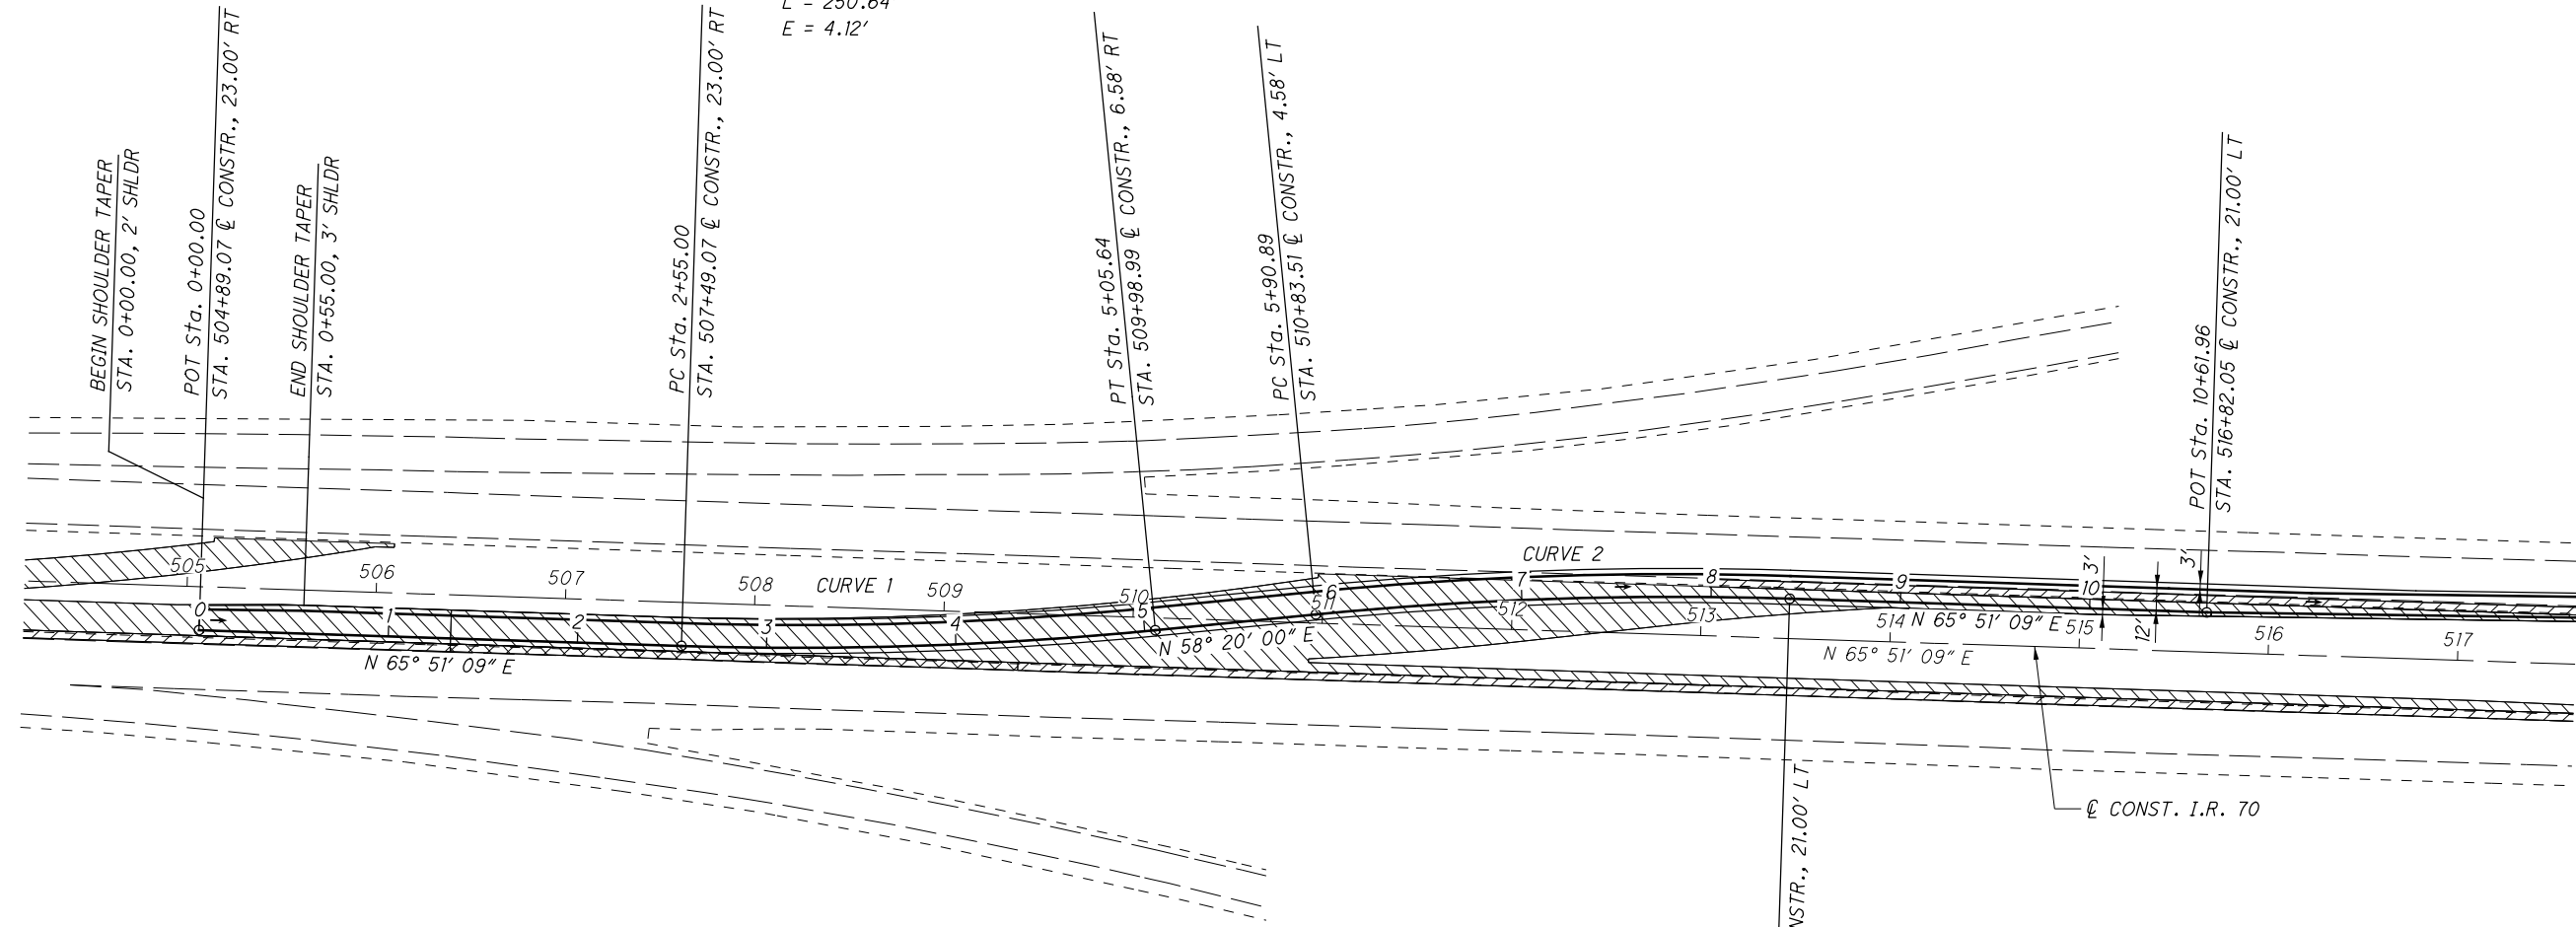 L = 250.64'
E = 4.12'
BEGIN SHOULDER TAPER
STA. 0+00.00, 2' SHLDR
POT Sta. 0+00.00
STA. 504+89.07 ℄ CONSTR., 23.00' RT
END SHOULDER TAPER
STA. 0+55.00, 3' SHLDR
PC Sta. 2+55.00
STA. 507+49.07 ℄ CONSTR., 23.00' RT
PT Sta. 5+05.64
STA. 509+98.99 ℄ CONSTR., 6.58' RT
PC Sta. 5+90.89
STA. 510+83.51 ℄ CONSTR., 4.58' LT
POT Sta. 10+61.96
STA. 516+82.05 ℄ CONSTR., 21.00' LT
505
506
507
508
CURVE 1
509
510
511
CURVE 2
512
513
514
515
516
517
0
1
2
3
4
5
6
7
8
9
10
3'
3'
12'
N 65° 51' 09" E
N 58° 20' 00" E
N 65° 51' 09" E
N 65° 51' 09" E
℄ CONST. I.R. 70
NSTR., 21.00' LT